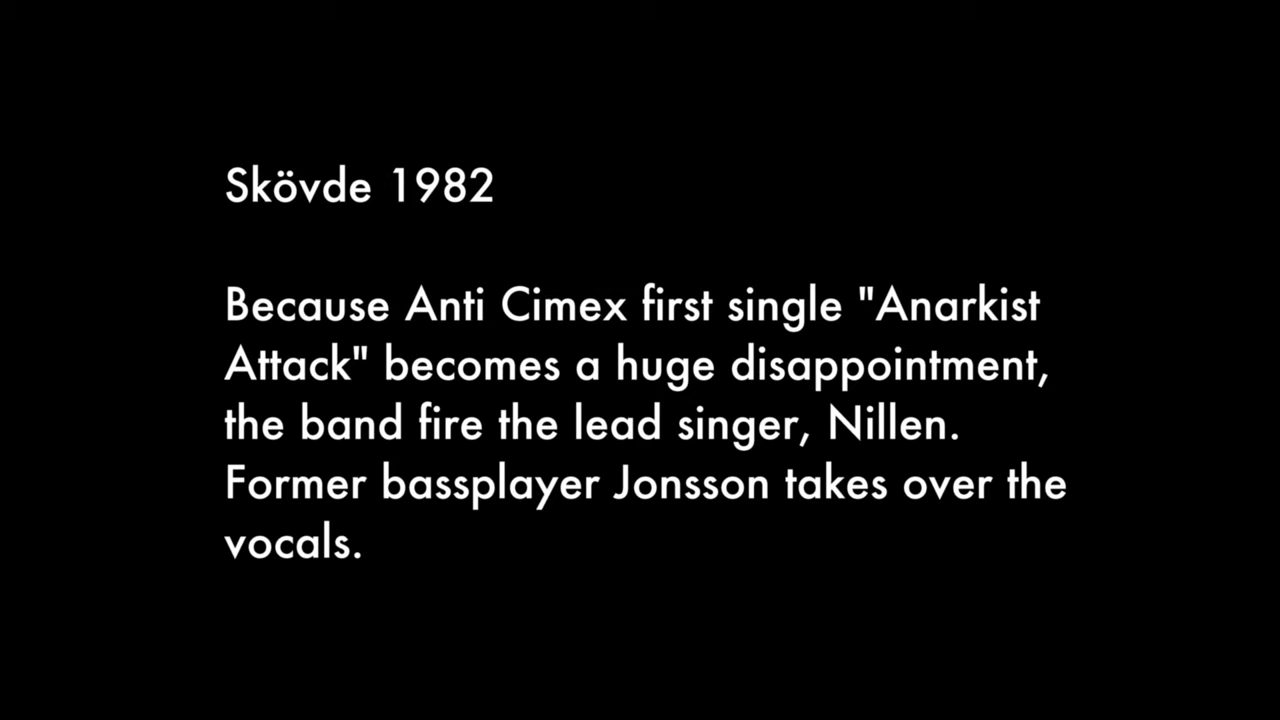 Skövde 1982
Because Anti Cimex first single "Anarkist
Attack" becomes a huge disappointment,
the band fire the lead singer, Nillen.
Former bassplayer Jonsson takes over the
vocals.